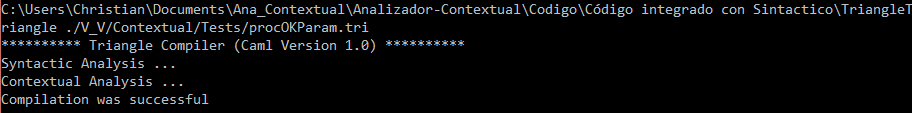 C:\Users\Christian\Documents\Ana_Contextual\Analizador-Contextual\Codigo\Código integrado con Sintactico\TriangleT
riangle ./V_V/Contextual/Tests/procOKParam.tri
********** Triangle Compiler (Caml Version 1.0) **********
Syntactic Analysis ...
Contextual Analysis ...
Compilation was successful